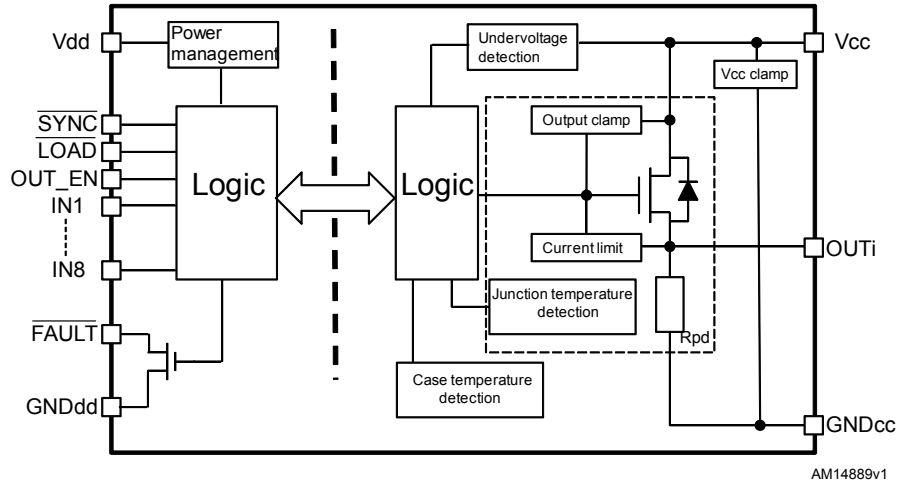 Vdd
Power
management
Undervoltage
detection
Vcc
Vcc clamp
SYNC
LOAD
OUT_EN
IN1
IN8
Logic
Logic
Output clamp
Current limit
OUTi
Junction temperature
detection
Rpd
FAULT
GNDdd
Case temperature
detection
GNDcc
AM14889v1